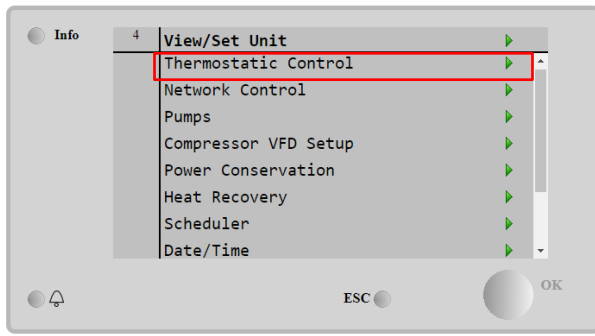 Info
4 View/Set Unit
Thermostatic Control
Network Control
Pumps
Compressor VFD Setup
Power Conservation
Heat Recovery
Scheduler
Date/Time
ESC
OK